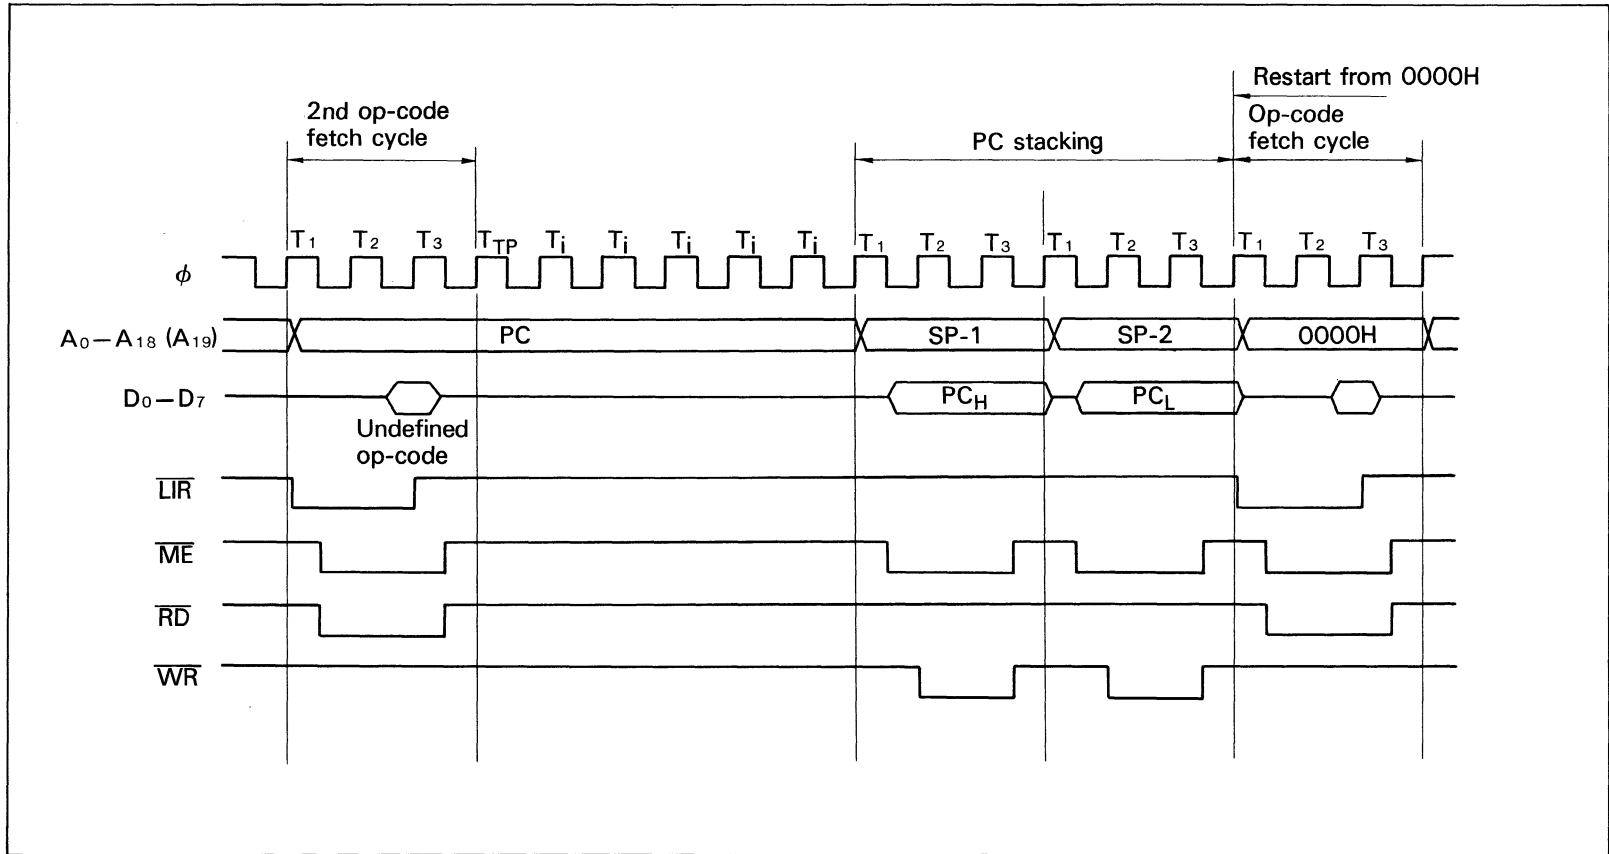 Restart from 0000H
2nd op-code
fetch cycle
PC stacking
Op-code
fetch cycle
T1 T2 T3 TTP Ti Ti Ti Ti Ti T1 T2 T3 T1 T2 T3 T1 T2 T3
ϕ
A0–A18 (A19) PC SP-1 SP-2 0000H
D0–D7 PCH PCL
Undefined
op-code
LIR
ME
RD
WR